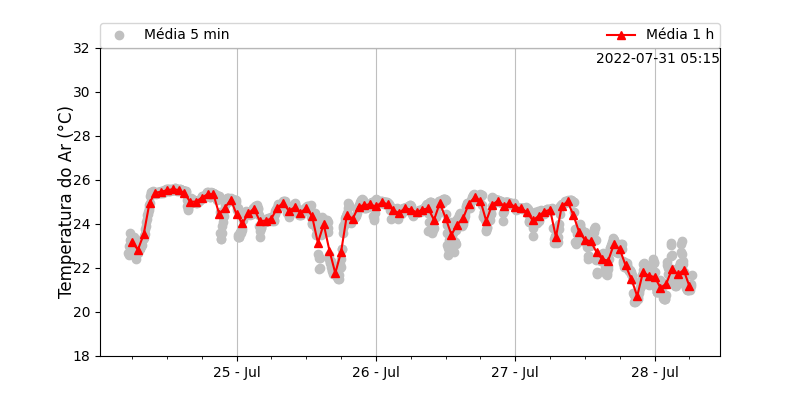 Média 5 min
Média 1 h
2022-07-31 05:15
Temperatura do Ar (°C)
32
30
28
26
24
22
20
18
25 - Jul
26 - Jul
27 - Jul
28 - Jul